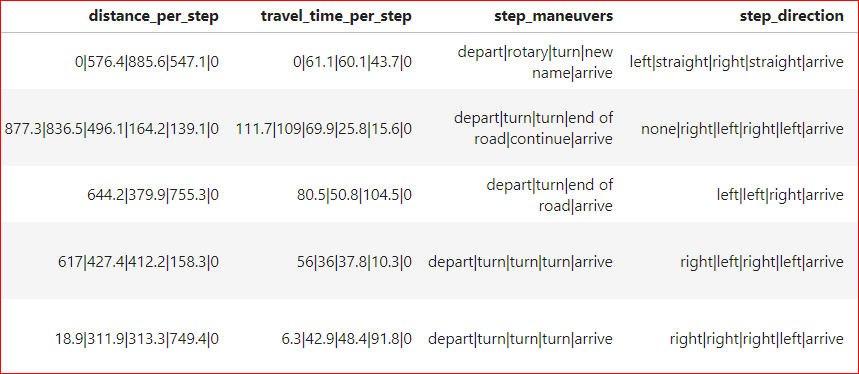 distance_per_step travel_time_per_step step_maneuvers step_direction
0|576.4|885.6|547.1|0 0|61.1|60.1|43.7|0 depart|rotary|turn|new name|arrive left|straight|right|straight|arrive
877.3|836.5|496.1|164.2|139.1|0 111.7|109|69.9|25.8|15.6|0 depart|turn|turn|end of road|continue|arrive none|right|left|right|left|arrive
644.2|379.9|755.3|0 80.5|50.8|104.5|0 depart|turn|end of road|arrive left|left|right|arrive
617|427.4|412.2|158.3|0 56|36|37.8|10.3|0 depart|turn|turn|turn|arrive right|left|right|left|arrive
18.9|311.9|313.3|749.4|0 6.3|42.9|48.4|91.8|0 depart|turn|turn|turn|arrive right|right|right|left|arrive